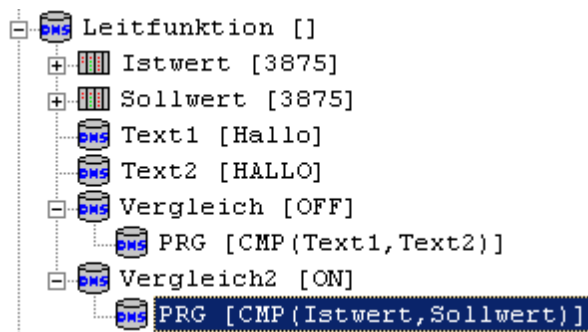 Leitfunktion []
Istwert [3875]
Sollwert [3875]
Text1 [Hallo]
Text2 [HALLO]
Vergleich [OFF]
PRG [CMP(Text1,Text2)]
Vergleich2 [ON]
PRG [CMP(Istwert,Sollwert)]